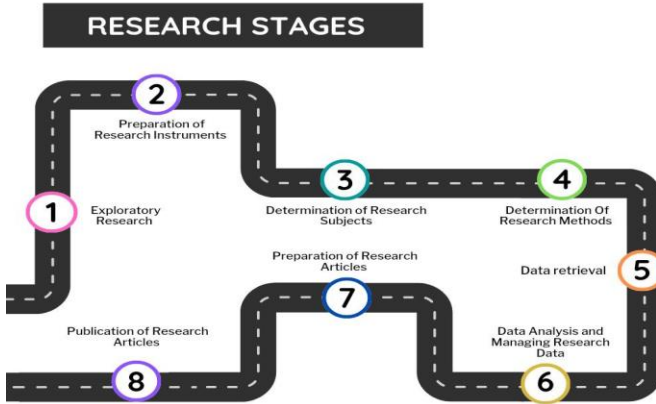 RESEARCH STAGES
1
Exploratory
Research
2
Preparation of
Research Instruments
3
Determination of Research
Subjects
4
Determination Of
Research Methods
5
Data retrieval
6
Data Analysis and
Managing Research
Data
7
Preparation of Research
Articles
8
Publication of Research
Articles